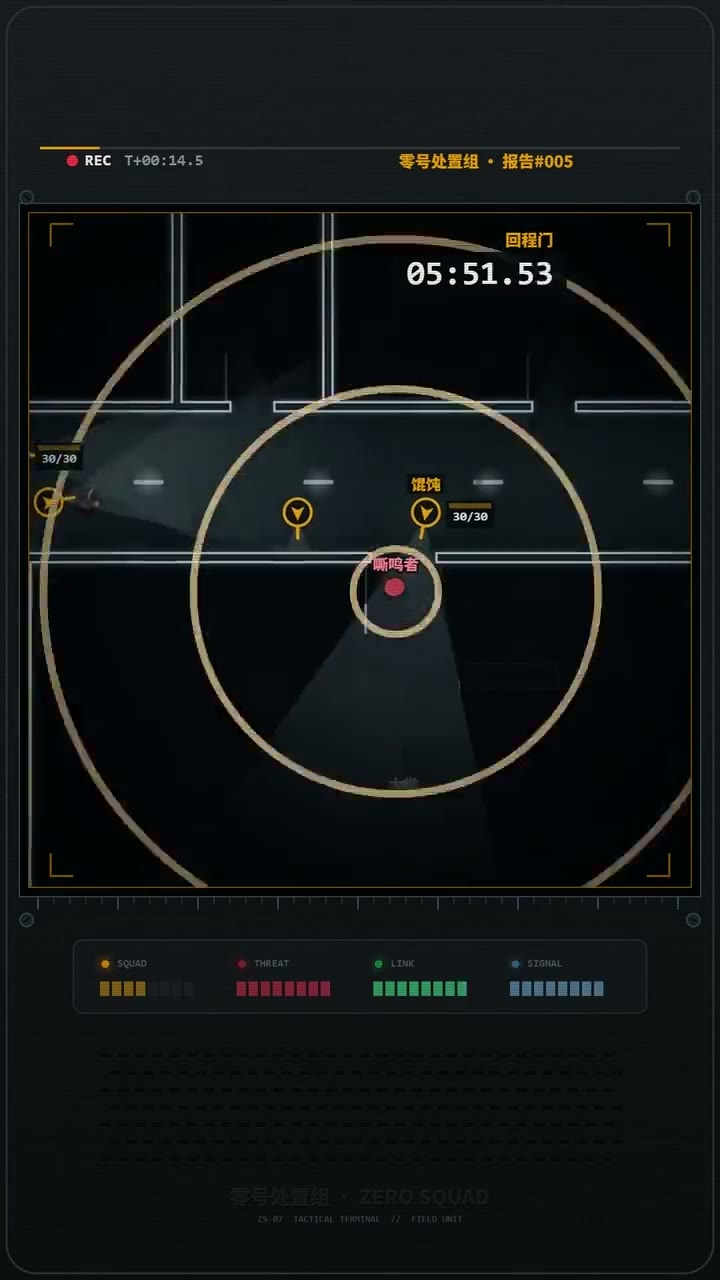 REC T+00:14.5
零号处置组 • 报告#005
回程门
05:51.53
30/30
馄饨
30/30
嘶鸣者
SQUAD
THREAT
LINK
SIGNAL
零号处置组 • ZERO SQUAD
ZS-07 TACTICAL TERMINAL // FIELD UNIT